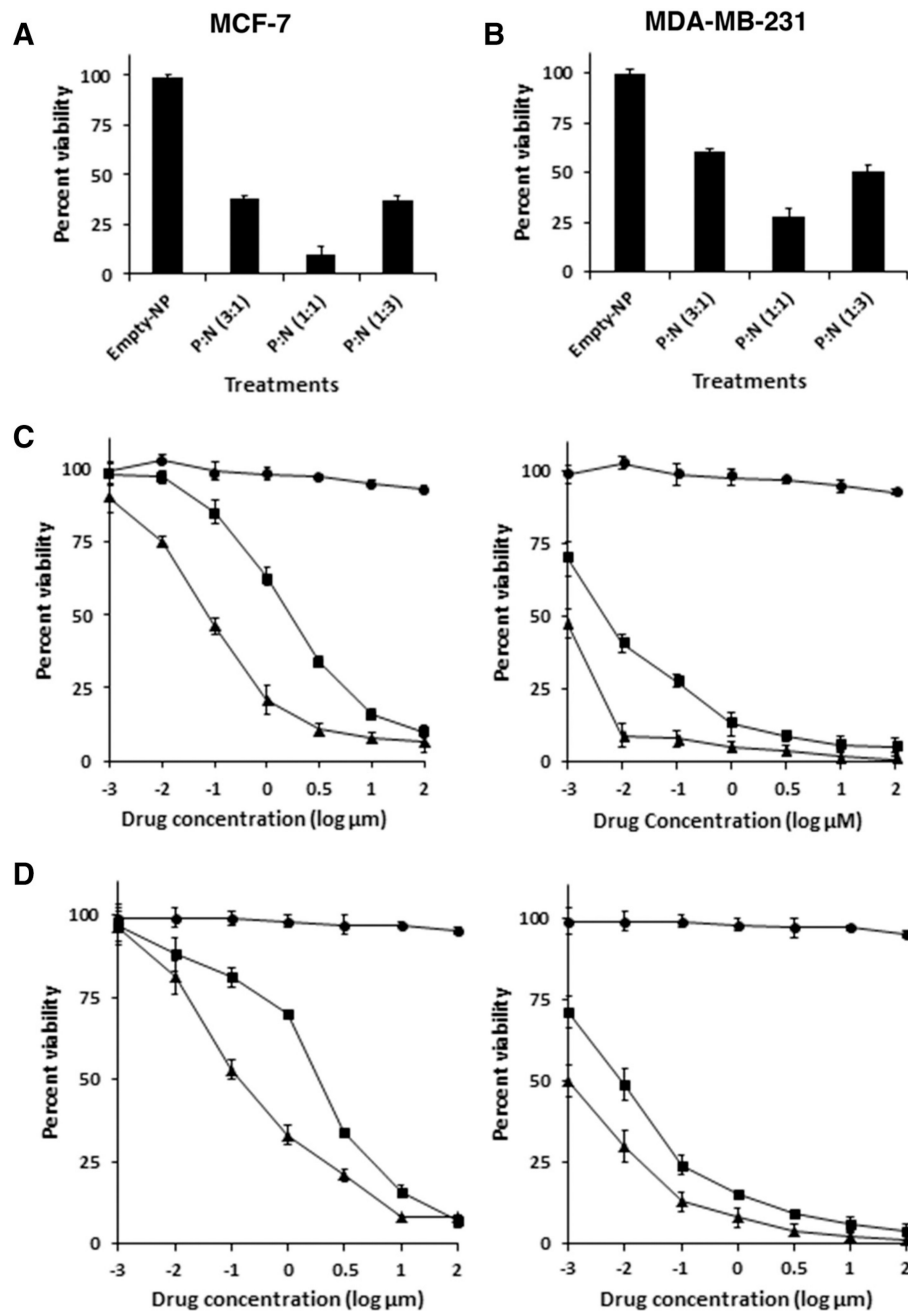 A
MCF-7
B
MDA-MB-231
Percent viability
100
75
50
25
0
Empty-NP
P:N (3:1)
P:N (1:1)
P:N (1:3)
Treatments
Percent viability
100
75
50
25
0
Empty-NP
P:N (3:1)
P:N (1:1)
P:N (1:3)
Treatments
C
Percent viability
100
75
50
25
0
-3 -2 -1 0 0.5 1 2
Drug concentration (log µm)
Percent viability
100
75
50
25
0
-3 -2 -1 0 0.5 1 2
Drug Concentration (log µM)
D
Percent viability
100
75
50
25
0
-3 -2 -1 0 0.5 1 2
Drug concentration (log µm)
Percent viability
100
75
50
25
0
-3 -2 -1 0 0.5 1 2
Drug concentration (log µm)